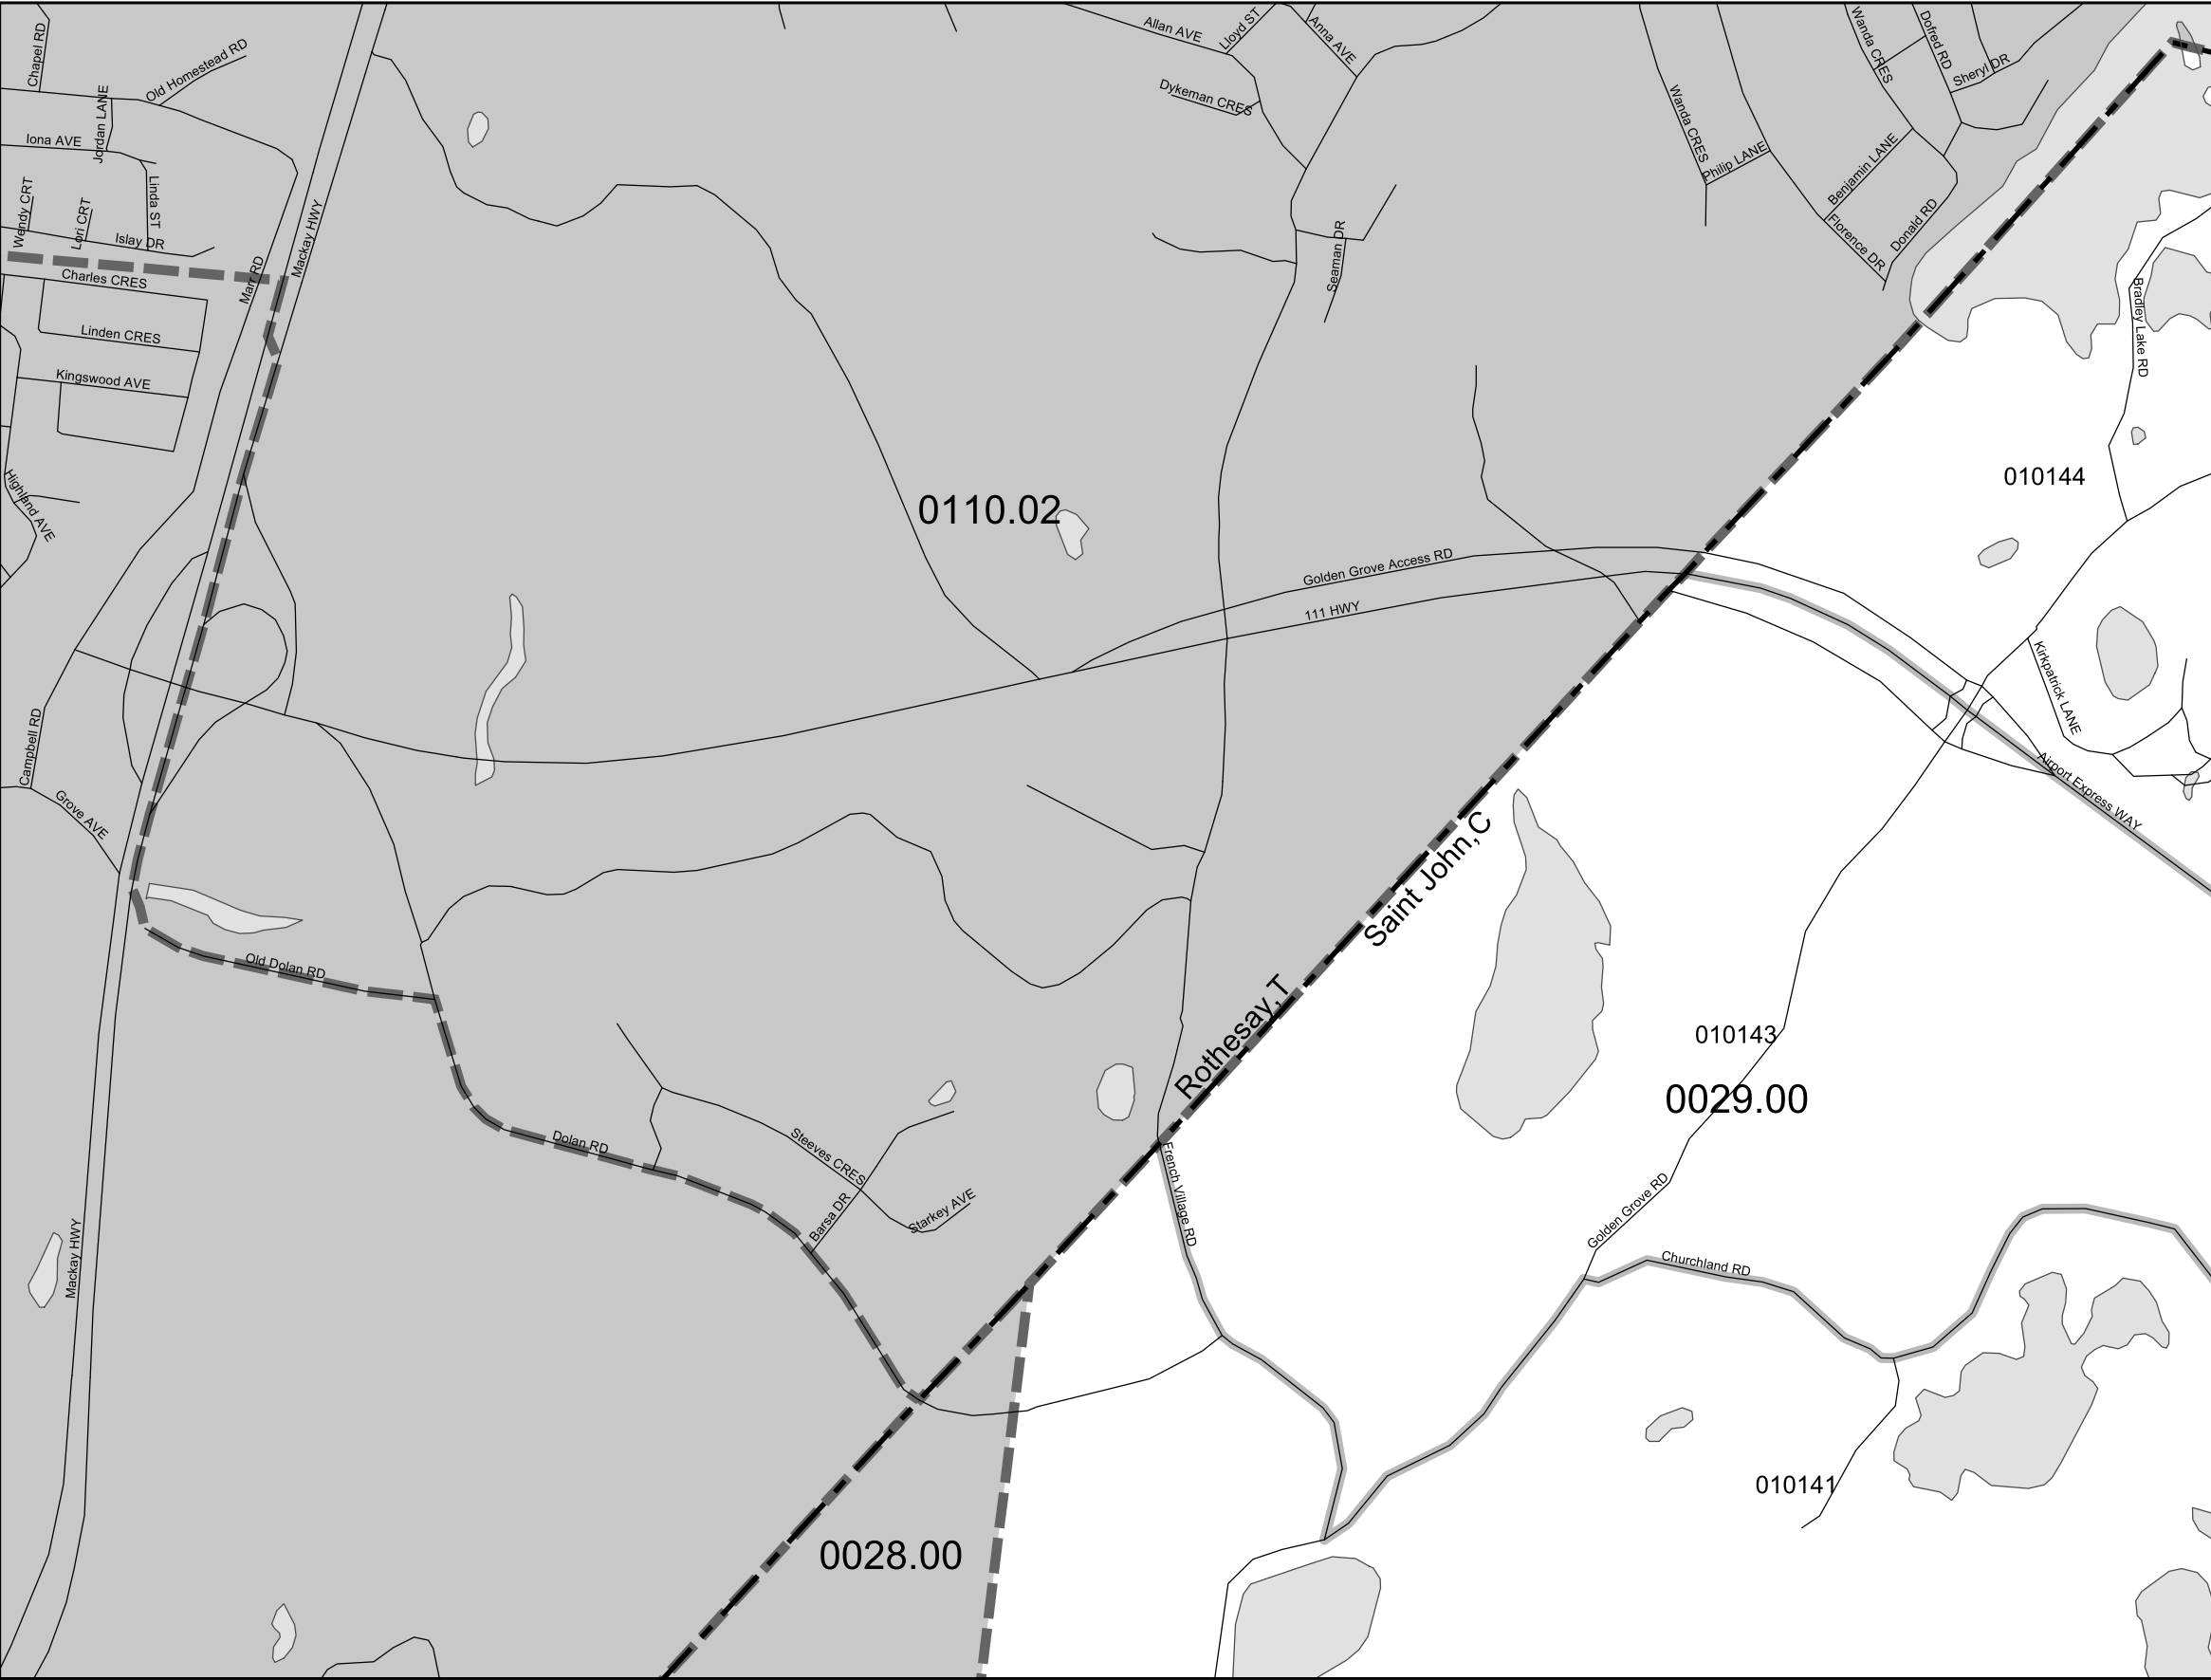 Chapel RD
Old Homestead RD
Allan AVE
Lloyd ST
Anna AVE
Wanda CRES
Dofred RD
Sheryl DR
Jordan LANE
Dykeman CRES
Wanda CRES
Iona AVE
Philip LANE
Benjamin LANE
Linda ST
Wendy CRT
Lori CRT
Islay DR
Mackay HWY
Seaman DR
Florence DR
Donald RD
Marr RD
Charles CRES
Bradley Lake RD
Linden CRES
Kingswood AVE
Highland AVE
0110.02
010144
Golden Grove Access RD
111 HWY
Kirkpatrick LANE
Campbell RD
Grove AVE
Airport Express WAY
Saint John,C
Old Dolan RD
Rothesay,T
010143
0029.00
Dolan RD
Steeves CRES
French Village RD
Barsa DR
Starkey AVE
Golden Grove RD
Mackay HWY
Churchland RD
010141
0028.00